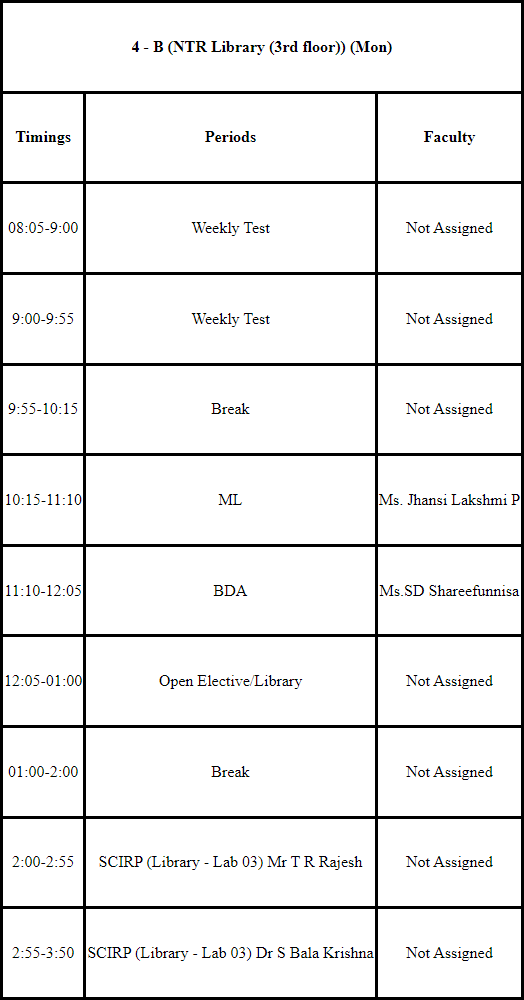 4 - B (NTR Library (3rd floor)) (Mon)
Timings Periods Faculty
08:05-9:00 Weekly Test Not Assigned
9:00-9:55 Weekly Test Not Assigned
9:55-10:15 Break Not Assigned
10:15-11:10 ML Ms. Jhansi Lakshmi P
11:10-12:05 BDA Ms.SD Shareefunnisa
12:05-01:00 Open Elective/Library Not Assigned
01:00-2:00 Break Not Assigned
2:00-2:55 SCIRP (Library - Lab 03) Mr T R Rajesh Not Assigned
2:55-3:50 SCIRP (Library - Lab 03) Dr S Bala Krishna Not Assigned